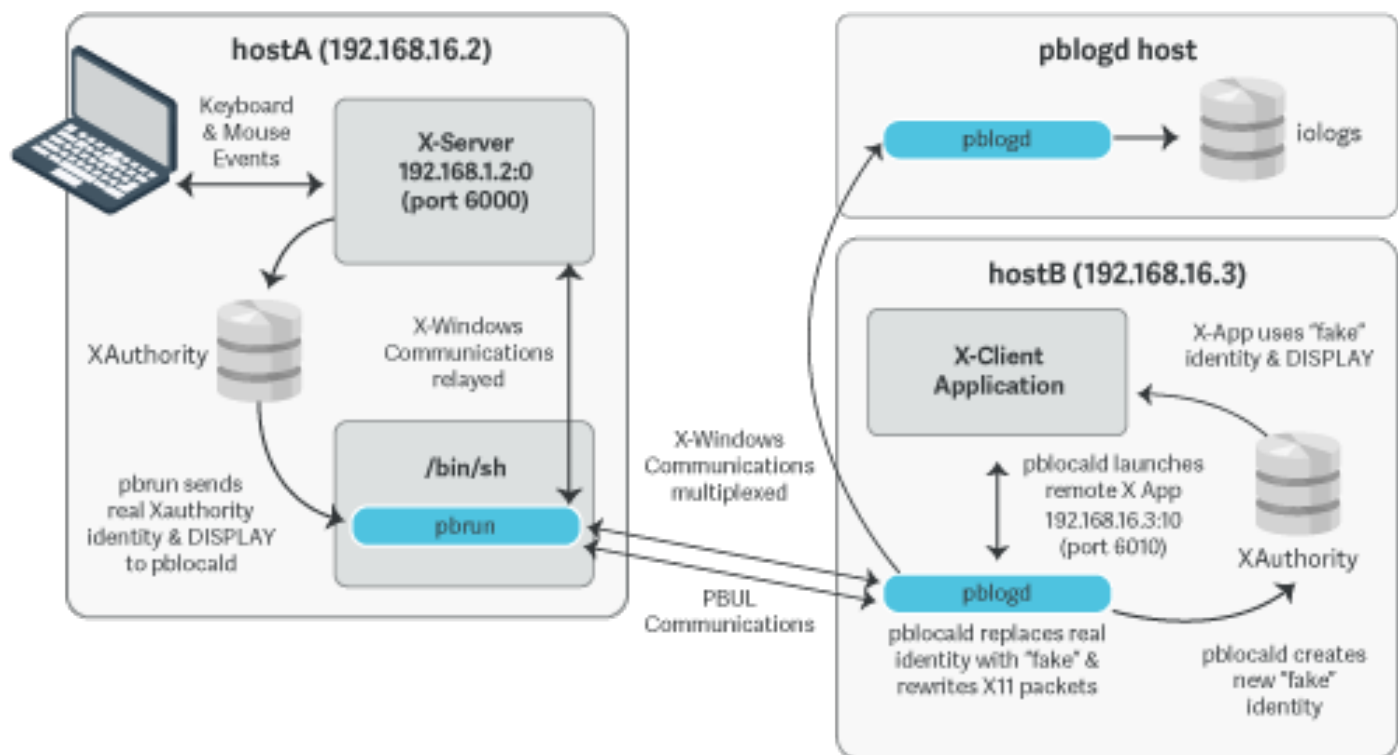 hostA (192.168.16.2)
Keyboard
& Mouse
Events
X-Server
192.168.1.2:0
(port 6000)
XAuthority
X-Windows
Communications
relayed
/bin/sh
pbrun
pbrun sends
real Xauthority
identity & DISPLAY
to pblocald
X-Windows
Communications
multiplexed
PBUL
Communications
pblogd host
pblogd
iologs
hostB (192.168.16.3)
X-Client
Application
X-App uses "fake"
identity & DISPLAY
pblocald launches
remote X App
192.168.16.3:10
(port 6010)
XAuthority
pblogd
pblocald replaces real
identity with "fake" &
rewrites X11 packets
pblocald creates
new "fake"
identity